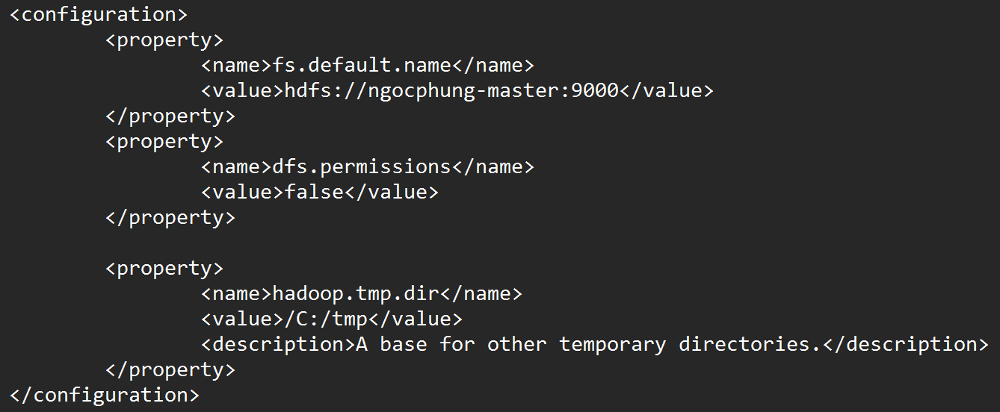 <configuration>
<property>
<name>fs.default.name</name>
<value>hdfs://ngocphung-master:9000</value>
</property>
<property>
<name>dfs.permissions</name>
<value>false</value>
</property>
<property>
<name>hadoop.tmp.dir</name>
<value>/C:/tmp</value>
<description>A base for other temporary directories.</description>
</property>
</configuration>